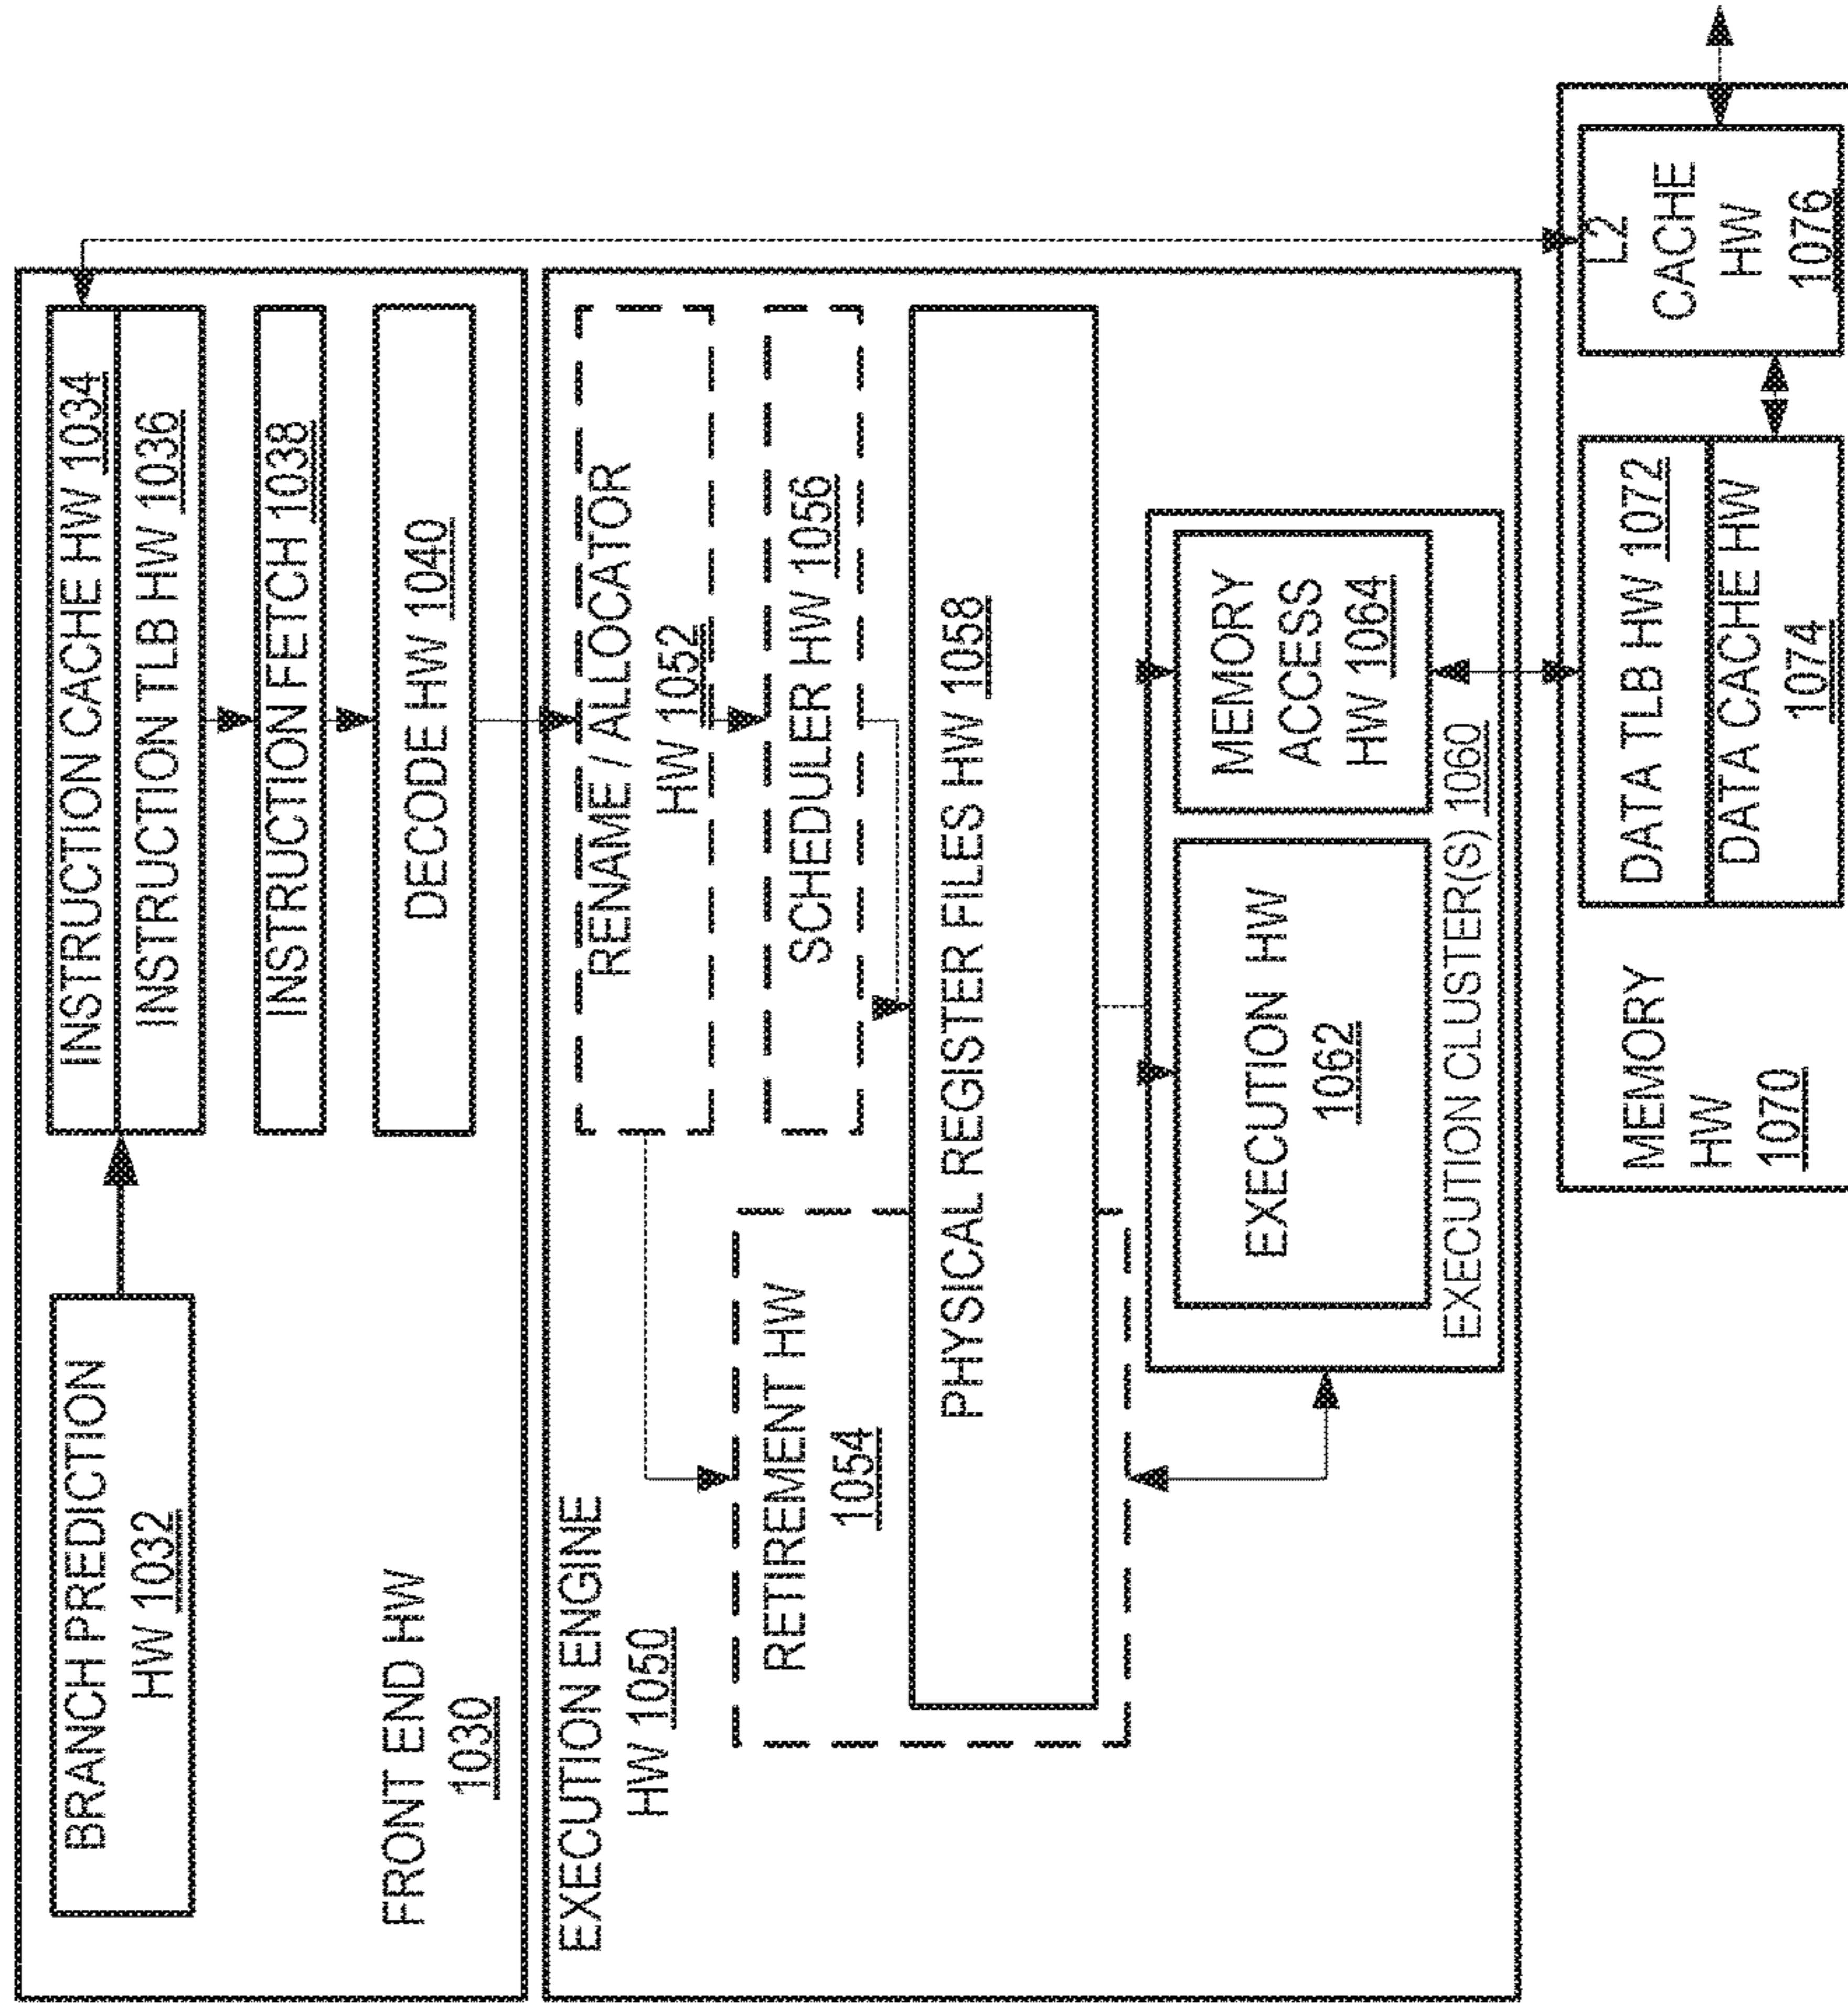 BRANCH PREDICTION
HW 1032
INSTRUCTION CACHE HW 1034
INSTRUCTION TLB HW 1036
INSTRUCTION FETCH 1038
DECODE HW 1040
FRONT END HW
1030
EXECUTION ENGINE
HW 1050
RENAME / ALLOCATOR
HW 1052
RETIREMENT HW
1054
SCHEDULER HW 1056
PHYSICAL REGISTER FILES HW 1058
EXECUTION HW
1062
MEMORY
ACCESS
HW 1064
EXECUTION CLUSTER(S) 1060
MEMORY
HW
1070
DATA TLB HW 1072
DATA CACHE HW
1074
L2
CACHE
HW
1076